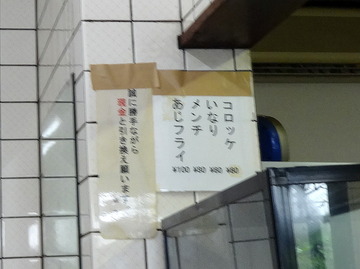 コロッケ ¥80
いなり ¥80
メンチ ¥80
あじフライ ¥100
誠に勝手ながら
現金と引き換え願います。